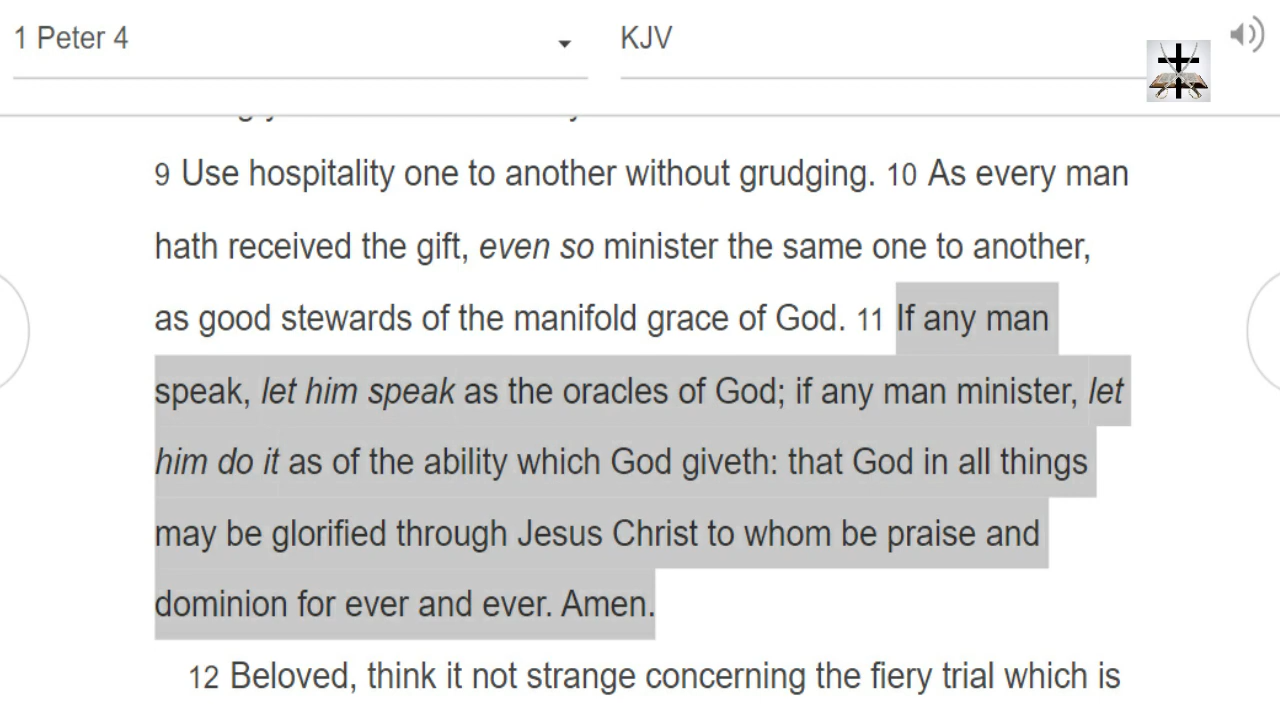 1 Peter 4
KJV
9 Use hospitality one to another without grudging. 10 As every man
hath received the gift, even so minister the same one to another,
as good stewards of the manifold grace of God. 11 If any man
speak, let him speak as the oracles of God; if any man minister, let
him do it as of the ability which God giveth: that God in all things
may be glorified through Jesus Christ to whom be praise and
dominion for ever and ever. Amen.
12 Beloved, think it not strange concerning the fiery trial which is